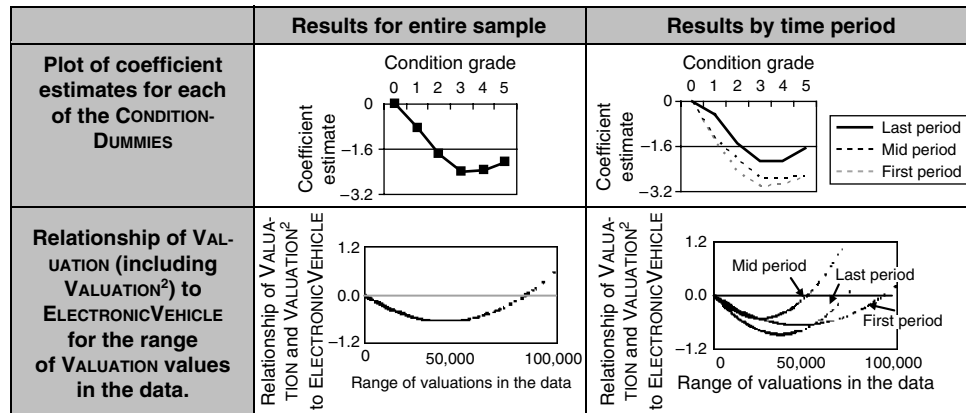 Results for entire sample
Results by time period
Plot of coefficient
estimates for each
of the CONDITION-
DUMMIES
Condition grade
0 1 2 3 4 5
0
−1.6
−3.2
Coefficient
estimate
Condition grade
0 1 2 3 4 5
0
−1.6
−3.2
Coefficient
estimate
Last period
Mid period
First period
Relationship of VAL-
UATION (including
VALUATION²) to
ELECTRONICVEHICLE
for the range
of VALUATION values
in the data.
Relationship of VALUA-
TION and VALUATION²
to ELECTRONICVEHICLE
1.2
0.0
−1.2
0 50,000 100,000
Range of valuations in the data
Relationship of VALUA-
TION and VALUATION²
to ELECTRONICVEHICLE
1.2
0.0
−1.2
Mid period
Last period
First period
0 50,000 100,000
Range of valuations in the data